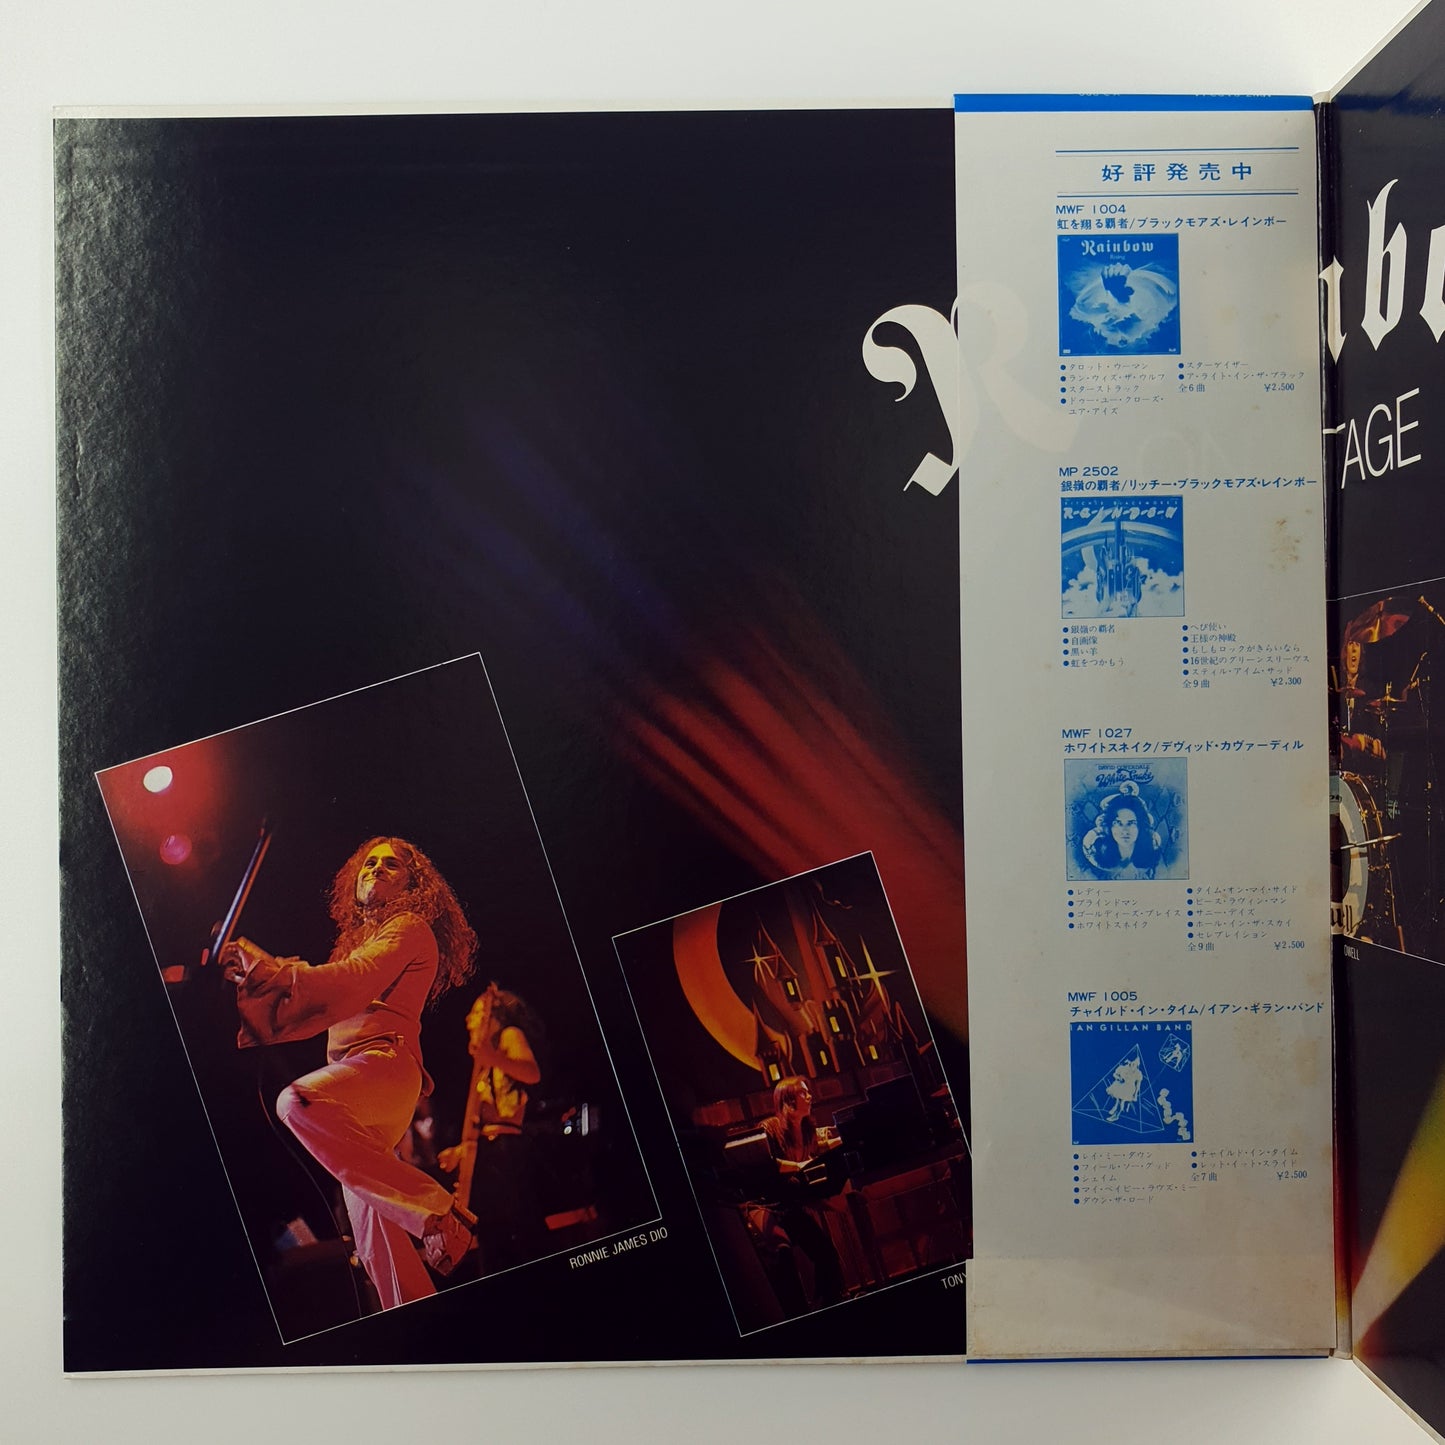 好評発売中
MWF 1004
虹を翔る覇者/ブラックモアズ・レインボー
Rainbow
Rising
●タロット・ウーマン
●ラン・ウィズ・ザ・ウルフ
●スターストラック
●ドゥー・ユー・クローズ・
ユア・アイズ
●スターゲイザー
●ア・ライト・イン・ザ・ブラック
全6曲 ¥2,500
MP 2502
銀嶺の覇者/リッチー・ブラックモアズ・レインボー
RITCHIE BLACKMORE'S
R-A-I-N-B-O-W
●銀嶺の覇者
●自画像
●黒い羊
●虹をつかもう
●へび使い
●王様の神殿
●もしもロックがきらいなら
●16世紀のグリーンスリーヴス
●スティル・アイム・サッド
全9曲 ¥2,300
MWF 1027
ホワイトスネイク/デヴィッド・カヴァーディル
DAVID COVERDALE
White Snake
●レディー
●ブラインドマン
●ゴールディーズ・プレイス
●ホワイトスネイク
●タイム・オン・マイ・サイド
●ピース・ラヴィン・マン
●サニー・デイズ
●ホール・イン・ザ・スカイ
●セレブレイション
全9曲 ¥2,500
MWF 1005
チャイルド・イン・タイム/イアン・ギラン・バンド
IAN GILLAN BAND
●レイ・ミー・ダウン
●フィール・ソー・グッド
●シェイム
●マイ・ベイビー・ラヴズ・ミー
●ダウン・ザ・ロード
●チャイルド・イン・タイム
●レット・イット・スライド
全7曲 ¥2,500
R
nbo
ON
TAGE
RONNIE JAMES DIO
TONY
OWELL